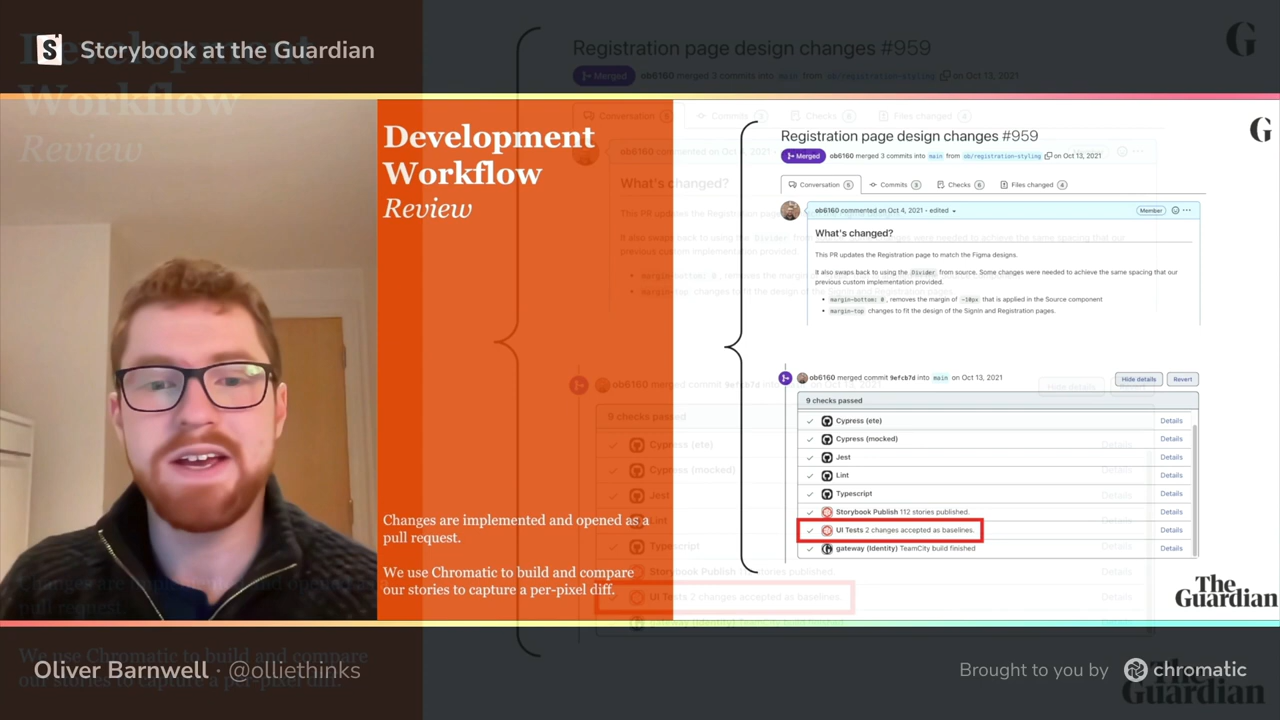 Storybook at the Guardian
Development
Workflow
Review
Changes are implemented and opened as a
pull request.
We use Chromatic to build and compare
our stories to capture a per-pixel diff.
Registration page design changes #959
Merged ob6160 merged 3 commits into main from ob/registration-styling on Oct 13, 2021
Conversation 5 Commits 3 Checks 6 Files changed 4
ob6160 commented on Oct 4, 2021 • edited Member
What's changed?
This PR updates the Registration page to match the Figma designs.
It also swaps back to using the Divider from source. Some changes were needed to achieve the same spacing that our
previous custom implementation provided.
• margin-bottom: 0, removes the margin of ~10px that is applied in the Source component
• margin-top changes to fit the design of the SignIn and Registration pages.
ob6160 merged commit 9efcb7d into main on Oct 13, 2021 Hide details Revert
9 checks passed
Cypress (ete) Details
Cypress (mocked) Details
Jest Details
Lint Details
Typescript Details
Storybook Publish 112 stories published. Details
UI Tests 2 changes accepted as baselines. Details
gateway (Identity) TeamCity build finished Details
G
The
Guardian
Oliver Barnwell · @olliethinks
Brought to you by chromatic